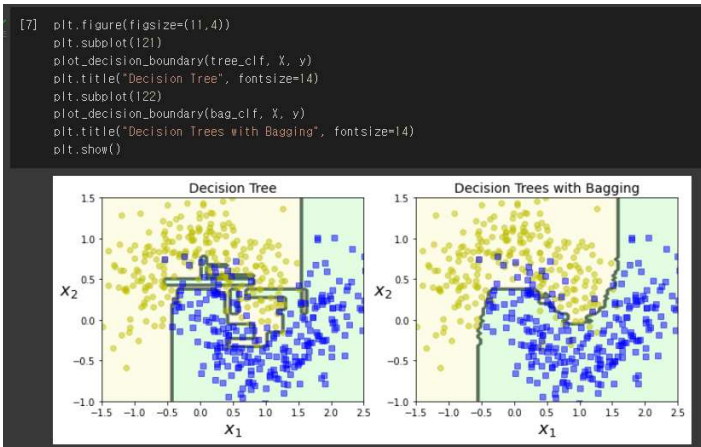 [7] plt.figure(figsize=(11,4))
plt.subplot(121)
plot_decision_boundary(tree_clf, X, y)
plt.title("Decision Tree", fontsize=14)
plt.subplot(122)
plot_decision_boundary(bag_clf, X, y)
plt.title("Decision Trees with Bagging", fontsize=14)
plt.show()
Decision Tree
1.5
1.0
0.5
0.0
−0.5
−1.0
x₂
−1.5 −1.0 −0.5 0.0 0.5 1.0 1.5 2.0 2.5
x₁
Decision Trees with Bagging
1.5
1.0
0.5
0.0
−0.5
−1.0
x₂
−1.5 −1.0 −0.5 0.0 0.5 1.0 1.5 2.0 2.5
x₁